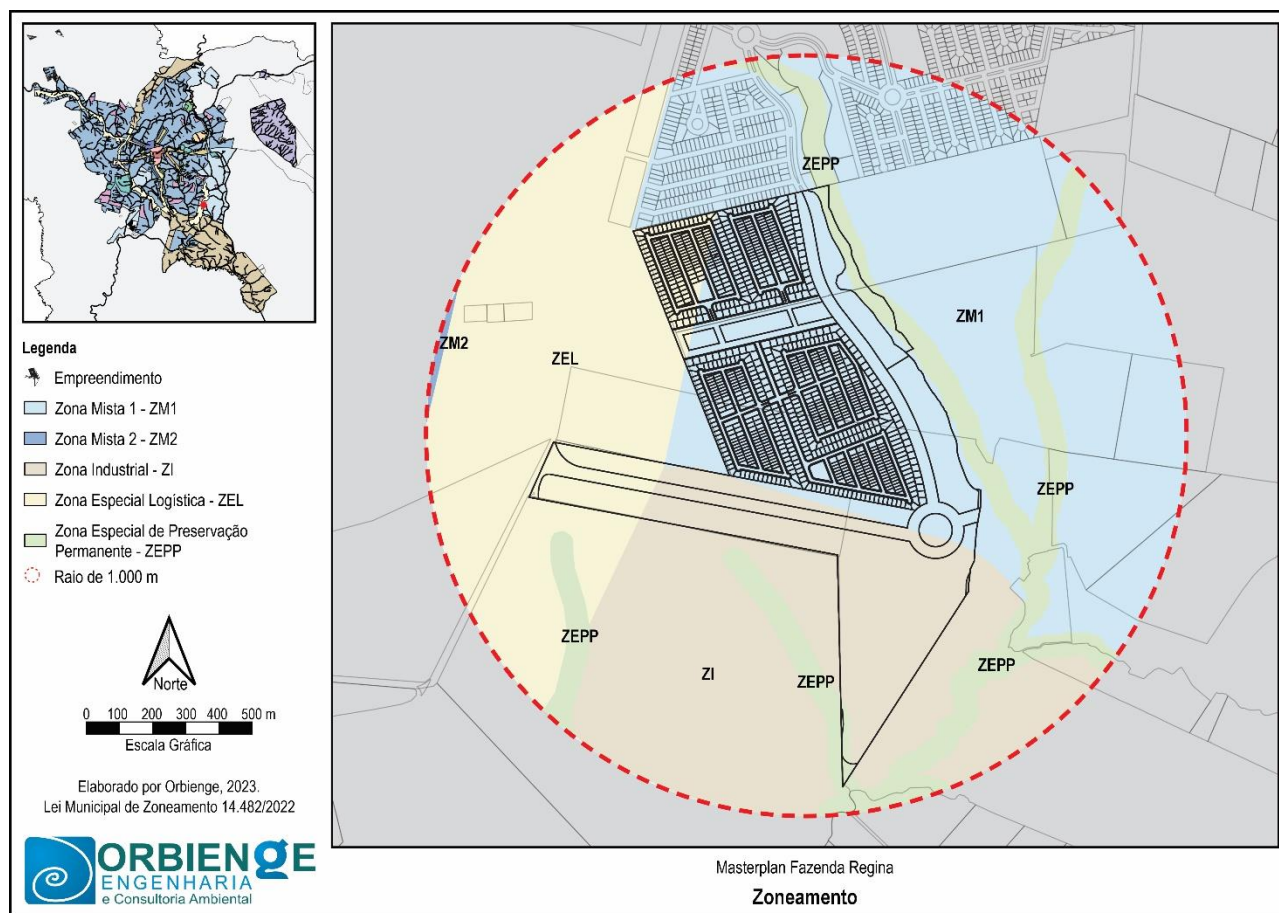 Legenda
Empreendimento
Zona Mista 1 - ZM1
Zona Mista 2 - ZM2
Zona Industrial - ZI
Zona Especial Logística - ZEL
Zona Especial de Preservação
Permanente - ZEPP
Raio de 1.000 m
Norte
0 100 200 300 400 500 m
Escala Gráfica
Elaborado por Orbienge, 2023.
Lei Municipal de Zoneamento 14.482/2022
ORBIENGE
ENGENHARIA
e Consultoria Ambiental
ZEPP
ZM1
ZM2
ZEL
ZEPP
ZEPP
ZI
ZEPP
ZEPP
Masterplan Fazenda Regina
Zoneamento